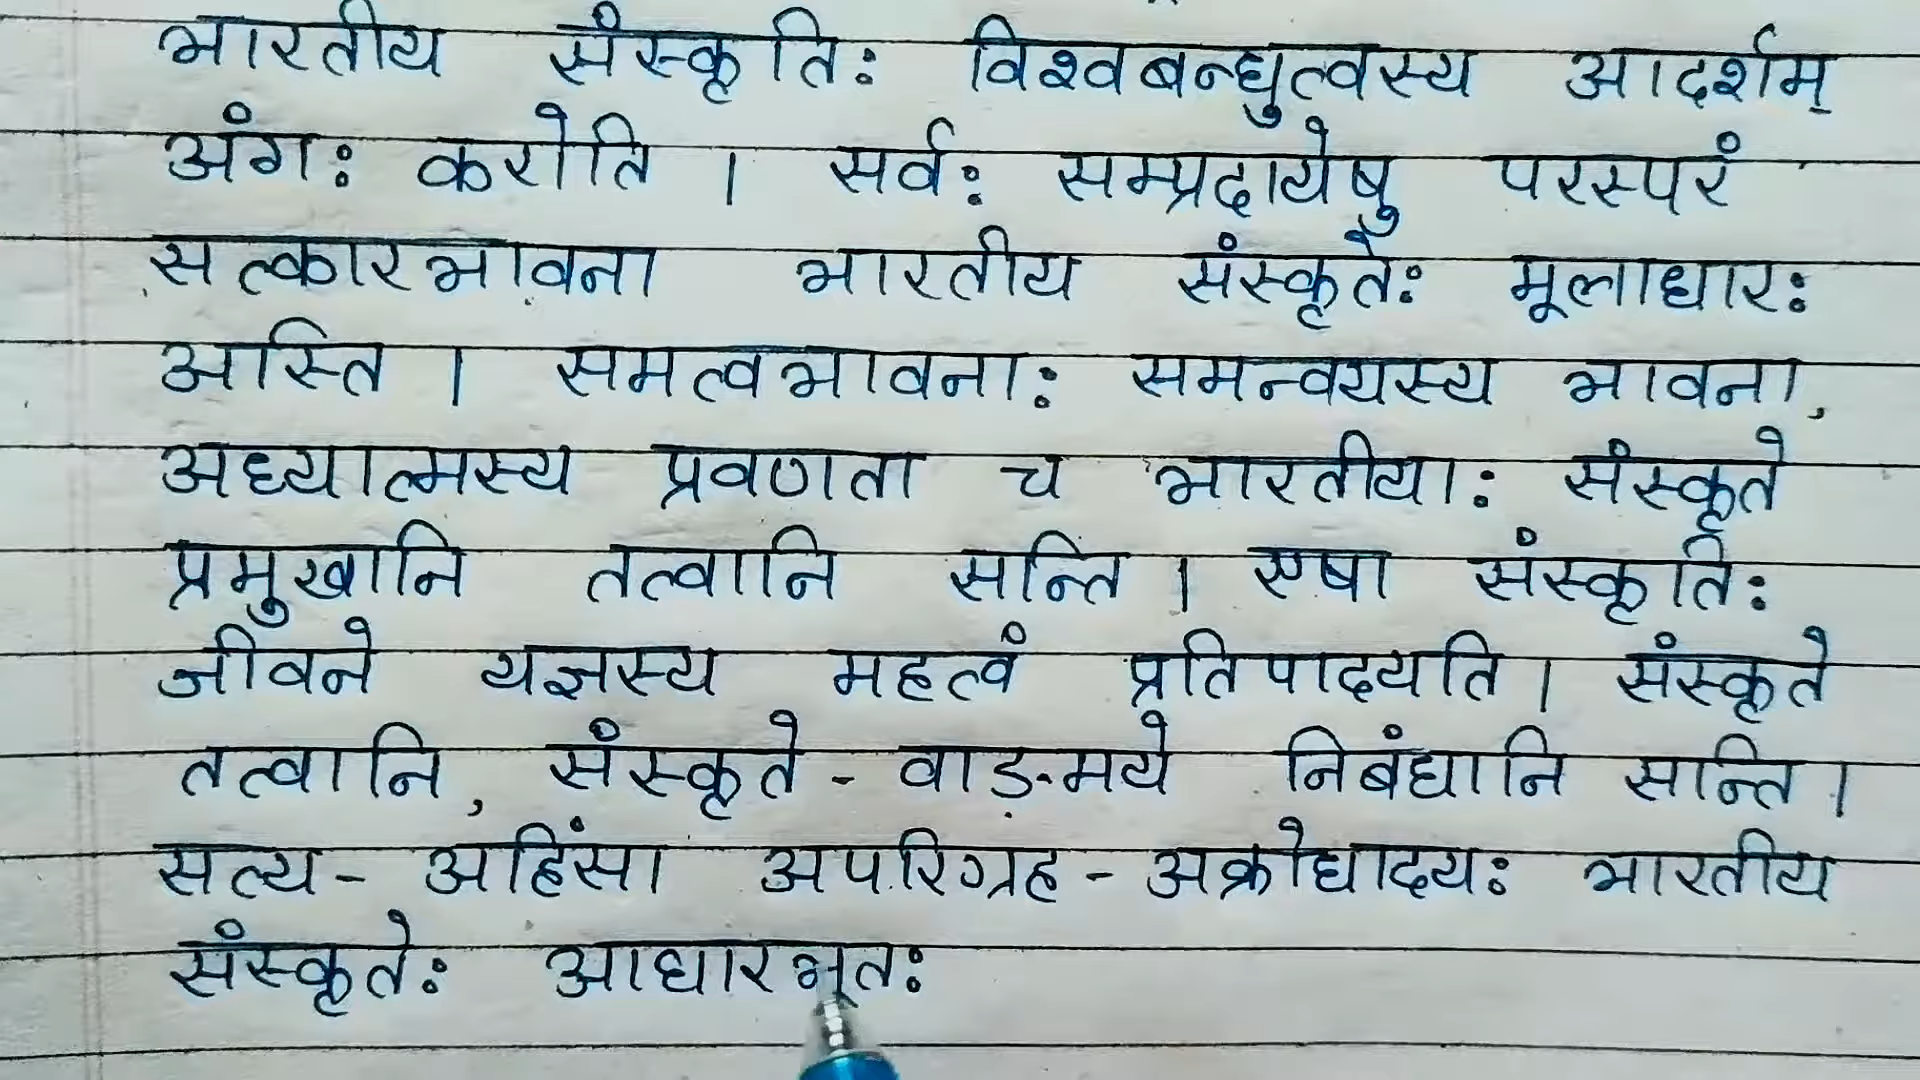 भारतीय संस्कृतिः विश्वबन्धुत्वस्य आदर्शम्
अंगः करोति । सर्वः सम्प्रदायेषु परस्परं
सत्कारभावना भारतीय संस्कृतेः मूलाधारः
अस्ति । समत्वभावनाः समन्वयस्य भावना,
अध्यात्मस्य प्रवणता च भारतीयाः संस्कृते
प्रमुखानि तत्वानि सन्ति । एषा संस्कृतिः
जीवने यज्ञस्य महत्वं प्रतिपादयति । संस्कृते
तत्वानि, संस्कृते - वाङ्मये निबंधानि सन्ति ।
सत्य - अहिंसा अपरिग्रह - अक्रोधादयः भारतीय
संस्कृतेः आधारभूतः